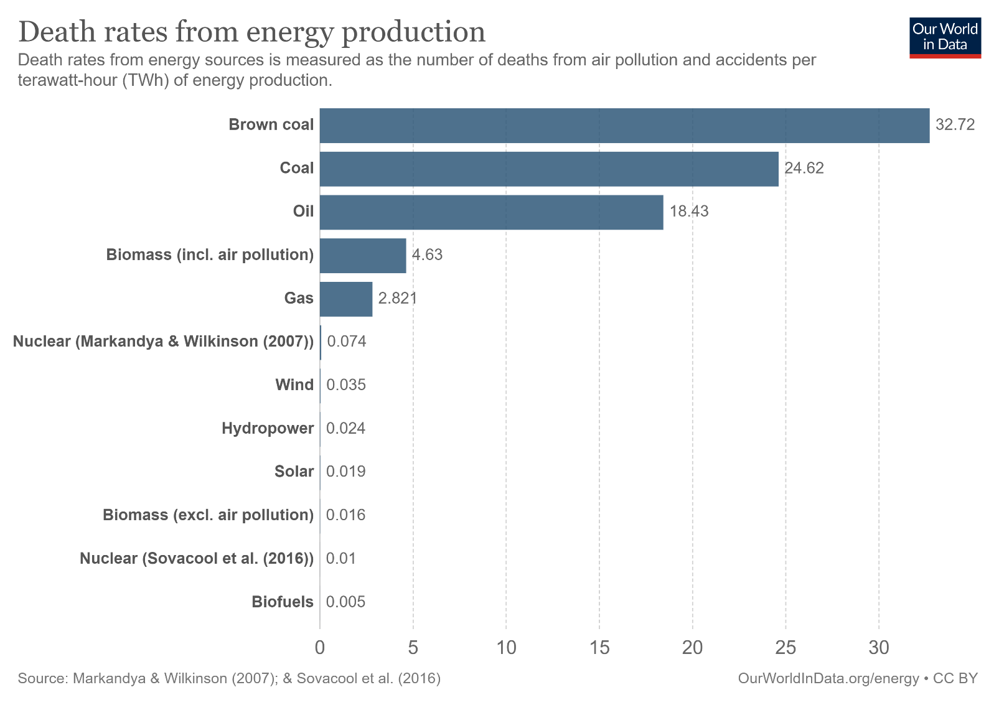 Death rates from energy production
Our World
in Data
Death rates from energy sources is measured as the number of deaths from air pollution and accidents per
terawatt-hour (TWh) of energy production.
Brown coal 32.72
Coal 24.62
Oil 18.43
Biomass (incl. air pollution) 4.63
Gas 2.821
Nuclear (Markandya & Wilkinson (2007)) 0.074
Wind 0.035
Hydropower 0.024
Solar 0.019
Biomass (excl. air pollution) 0.016
Nuclear (Sovacool et al. (2016)) 0.01
Biofuels 0.005
0 5 10 15 20 25 30
Source: Markandya & Wilkinson (2007); & Sovacool et al. (2016)
OurWorldInData.org/energy • CC BY